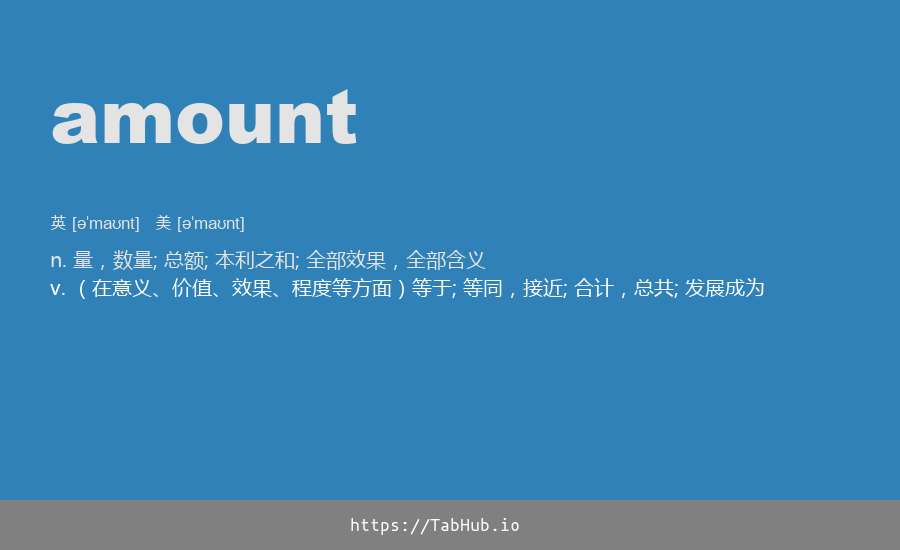 amount
英 [ə'maʊnt] 美 [ə'maʊnt]
n. 量，数量; 总额; 本利之和; 全部效果，全部含义
v. （在意义、价值、效果、程度等方面）等于; 等同，接近; 合计，总共; 发展成为
https://TabHub.io